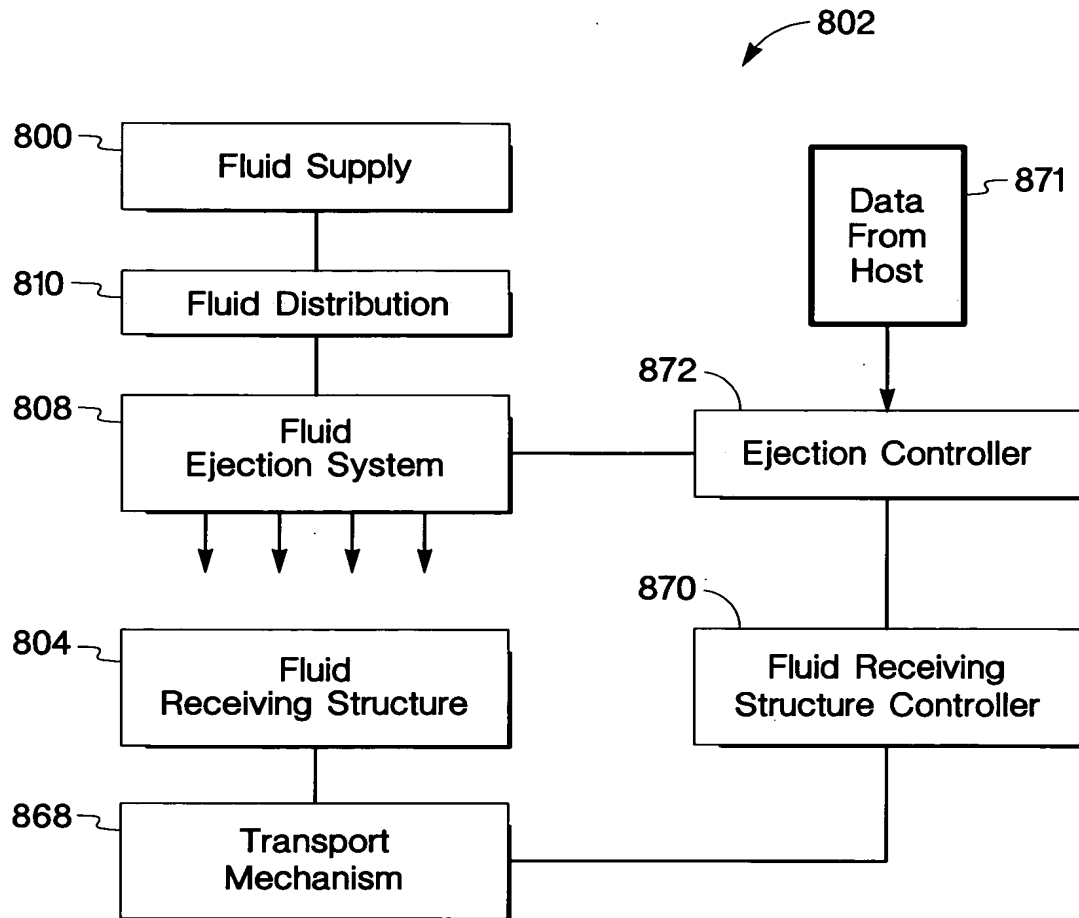 802
800
Fluid Supply
871
Data
From
Host
810
Fluid Distribution
872
Ejection Controller
808
Fluid
Ejection System
870
Fluid Receiving
Structure Controller
804
Fluid
Receiving Structure
868
Transport
Mechanism